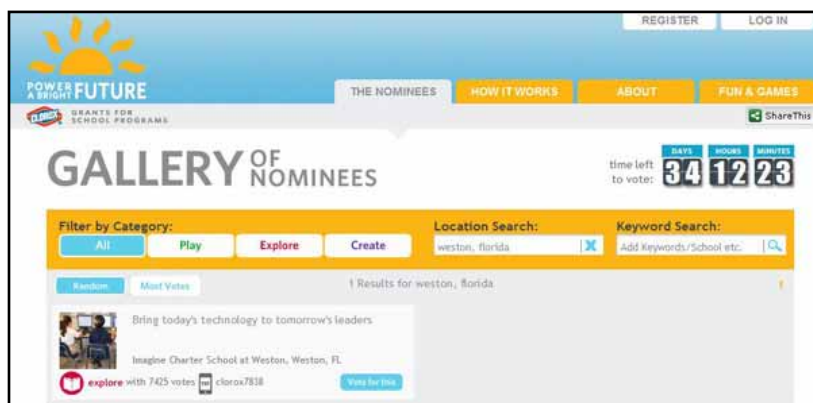 REGISTER LOG IN
POWER A BRIGHT FUTURE
THE NOMINEES HOW IT WORKS ABOUT FUN & GAMES
CLOROX GRANTS FOR SCHOOL PROGRAMS
ShareThis
GALLERY OF NOMINEES
time left to vote:
DAYS HOURS MINUTES
34 12 23
Filter by Category: Location Search: Keyword Search:
All Play Explore Create weston, florida Add Keywords/School etc.
Random Most Votes 1 Results for weston, florida 1
Bring today's technology to tomorrow's leaders
Imagine Charter School at Weston, Weston, FL
explore with 7425 votes clorox7838 Vote for this